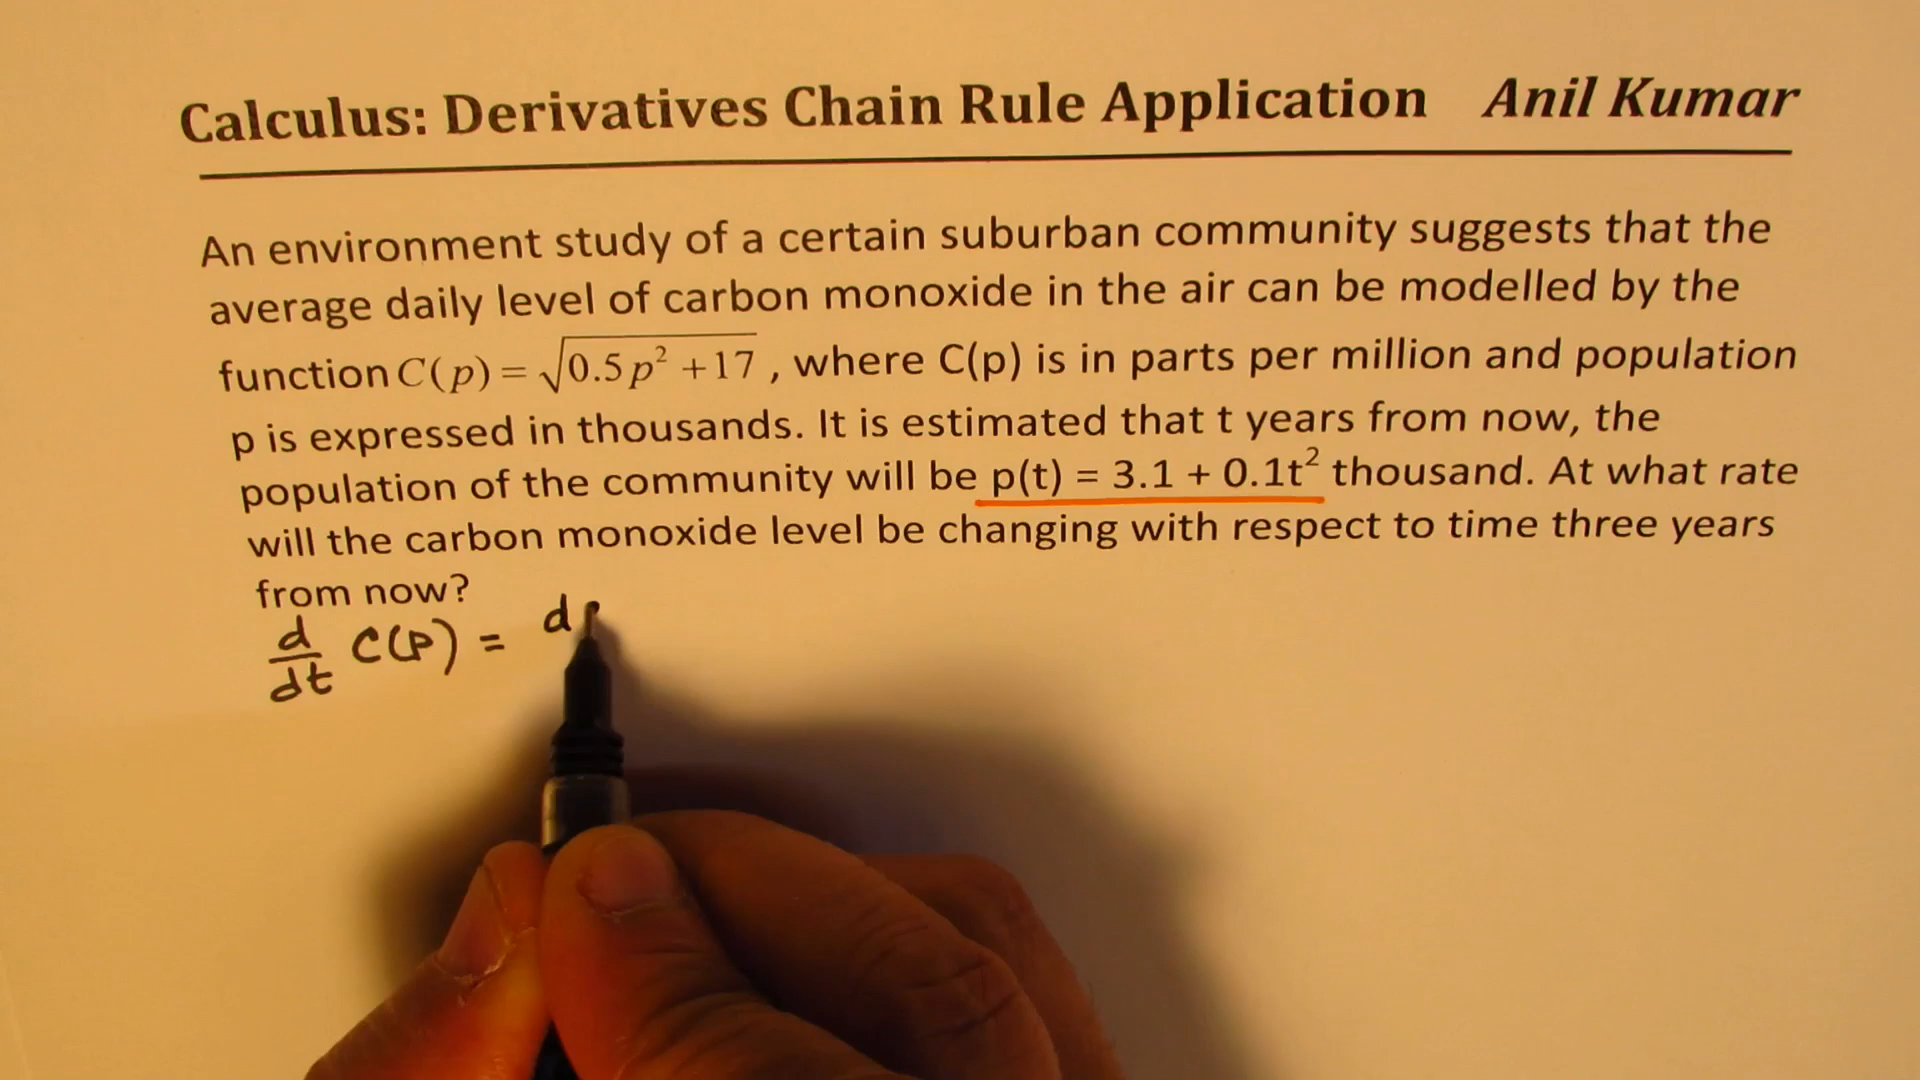 Calculus: Derivatives Chain Rule Application Anil Kumar
An environment study of a certain suburban community suggests that the
average daily level of carbon monoxide in the air can be modelled by the
function C(p) = √(0.5p² + 17) , where C(p) is in parts per million and population
p is expressed in thousands. It is estimated that t years from now, the
population of the community will be p(t) = 3.1 + 0.1t² thousand. At what rate
will the carbon monoxide level be changing with respect to time three years
from now?
d/dt C(P) = d